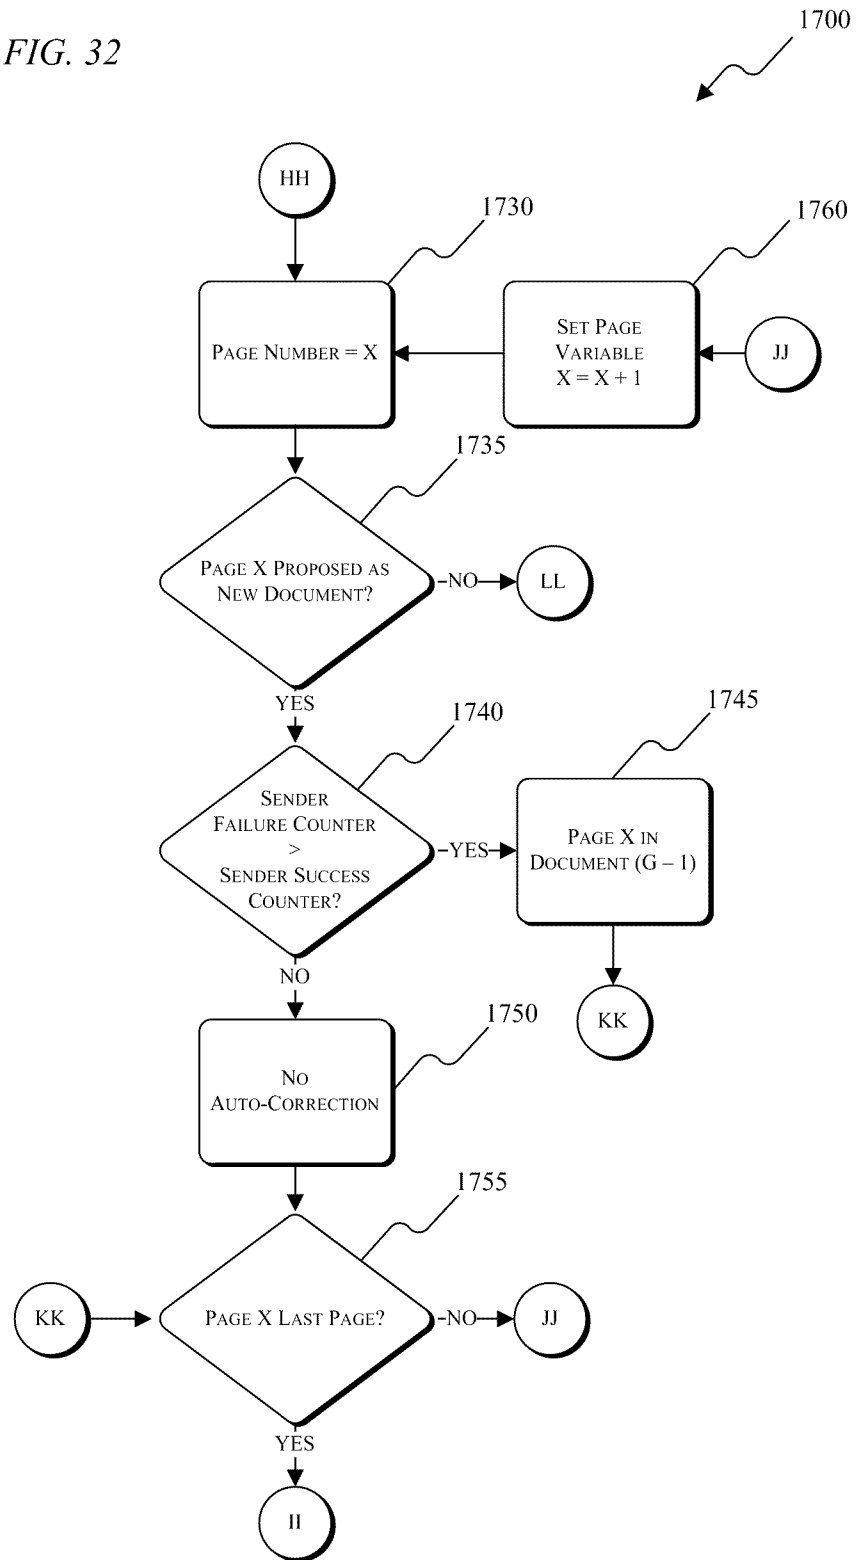 FIG. 32
1700
HH
1730
1760
PAGE NUMBER = X
SET PAGE
VARIABLE
X = X + 1
JJ
1735
PAGE X PROPOSED AS
NEW DOCUMENT?
NO
LL
YES
1740
1745
SENDER
FAILURE COUNTER
>
SENDER SUCCESS
COUNTER?
YES
PAGE X IN
DOCUMENT (G – 1)
NO
KK
1750
NO
AUTO-CORRECTION
1755
KK
PAGE X LAST PAGE?
NO
JJ
YES
II